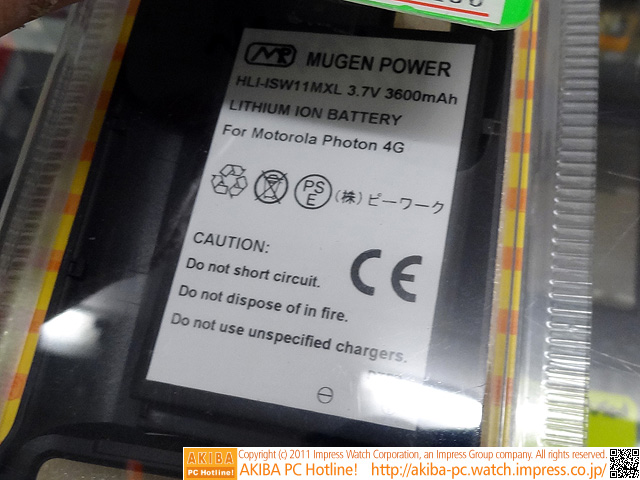 MUGEN POWER
HLI-ISW11MXL 3.7V 3600mAh
LITHIUM ION BATTERY
For Motorola Photon 4G
PS
E
(株)ピーワーク
CAUTION:
Do not short circuit.
CE
Do not dispose of in fire.
Do not use unspecified chargers.
AKIBA
PC Hotline!
Copyright (c) 2011 Impress Watch Corporation, an Impress Group company. All rights reserved.
AKIBA PC Hotline! http://akiba-pc.watch.impress.co.jp/